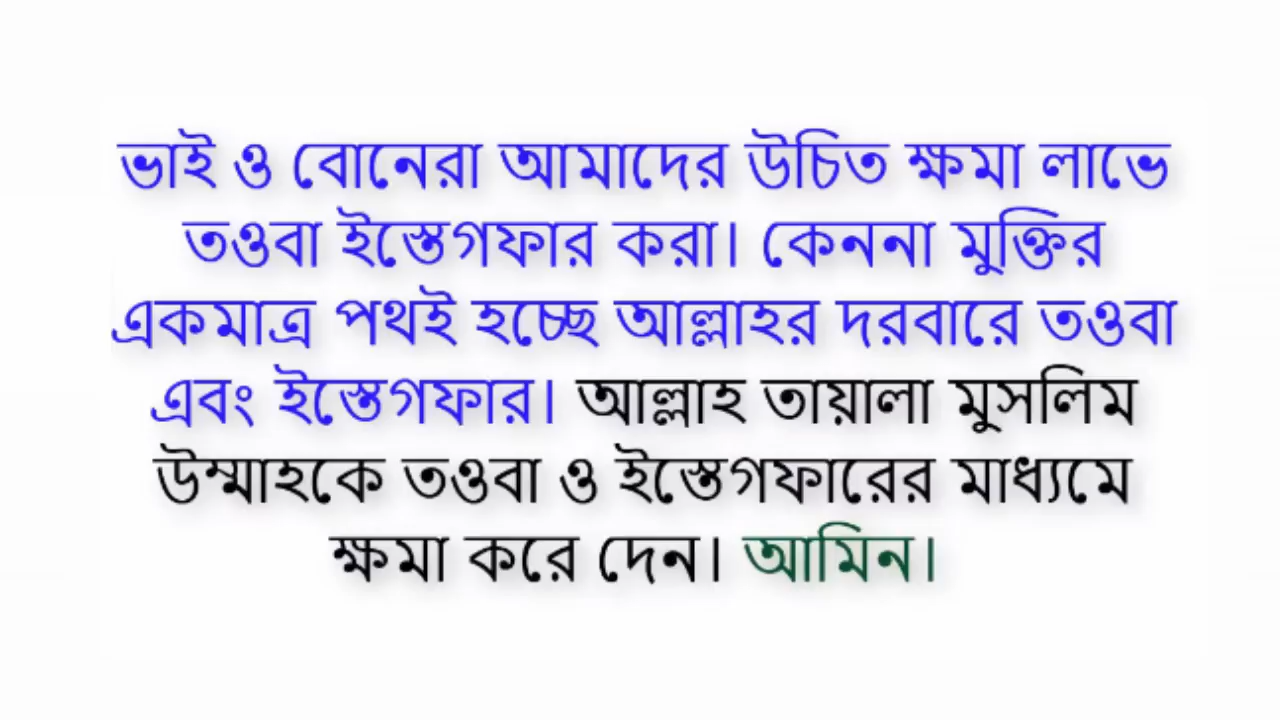 ভাই ও বোনেরা আমাদের উচিত ক্ষমা লাভে
তওবা ইস্তেগফার করা। কেননা মুক্তির
একমাত্র পথই হচ্ছে আল্লাহর দরবারে তওবা
এবং ইস্তেগফার। আল্লাহ তায়ালা মুসলিম
উম্মাহকে তওবা ও ইস্তেগফারের মাধ্যমে
ক্ষমা করে দেন। আমিন।